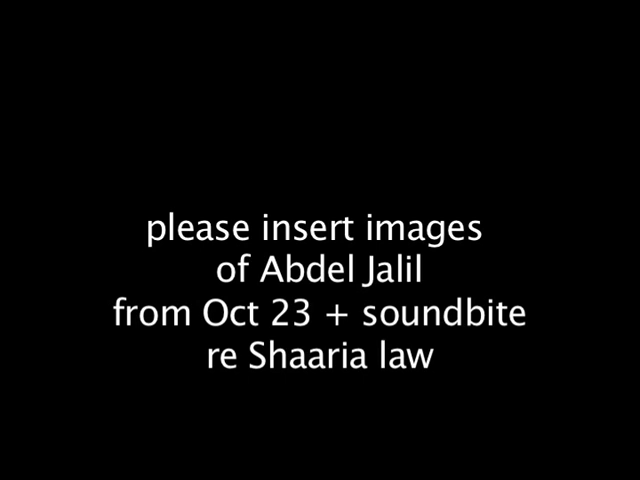 please insert images
of Abdel Jalil
from Oct 23 + soundbite
re Shaaria law